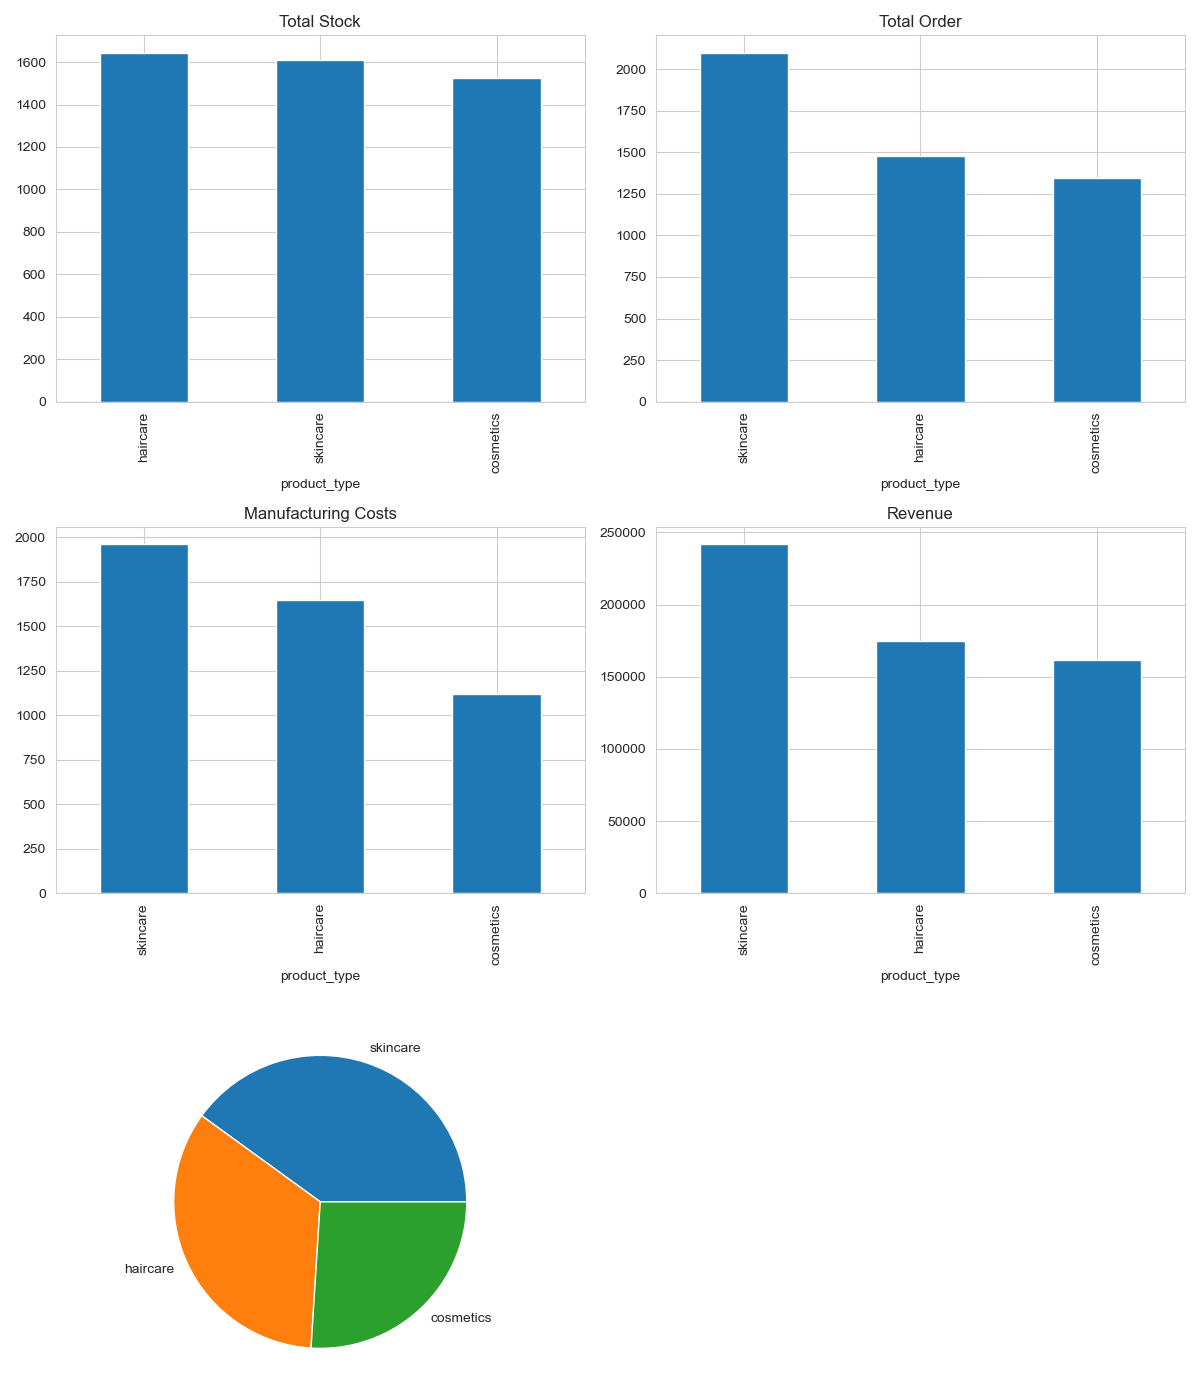 Total Stock
1600
1400
1200
1000
800
600
400
200
0
haircare
skincare
cosmetics
product_type
Total Order
2000
1750
1500
1250
1000
750
500
250
0
skincare
haircare
cosmetics
product_type
Manufacturing Costs
2000
1750
1500
1250
1000
750
500
250
0
skincare
haircare
cosmetics
product_type
Revenue
250000
200000
150000
100000
50000
0
skincare
haircare
cosmetics
product_type
skincare
haircare
cosmetics